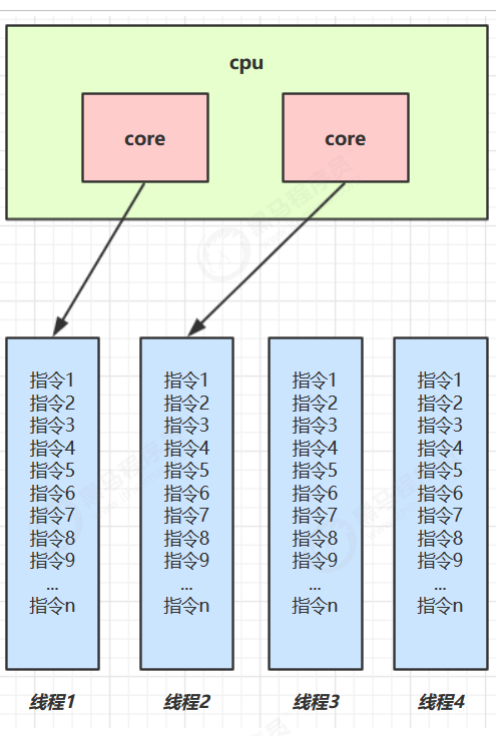 cpu
core core
指令1 指令1 指令1 指令1
指令2 指令2 指令2 指令2
指令3 指令3 指令3 指令3
指令4 指令4 指令4 指令4
指令5 指令5 指令5 指令5
指令6 指令6 指令6 指令6
指令7 指令7 指令7 指令7
指令8 指令8 指令8 指令8
指令9 指令9 指令9 指令9
... ... ... ...
指令n 指令n 指令n 指令n
线程1 线程2 线程3 线程4
黑马程序员